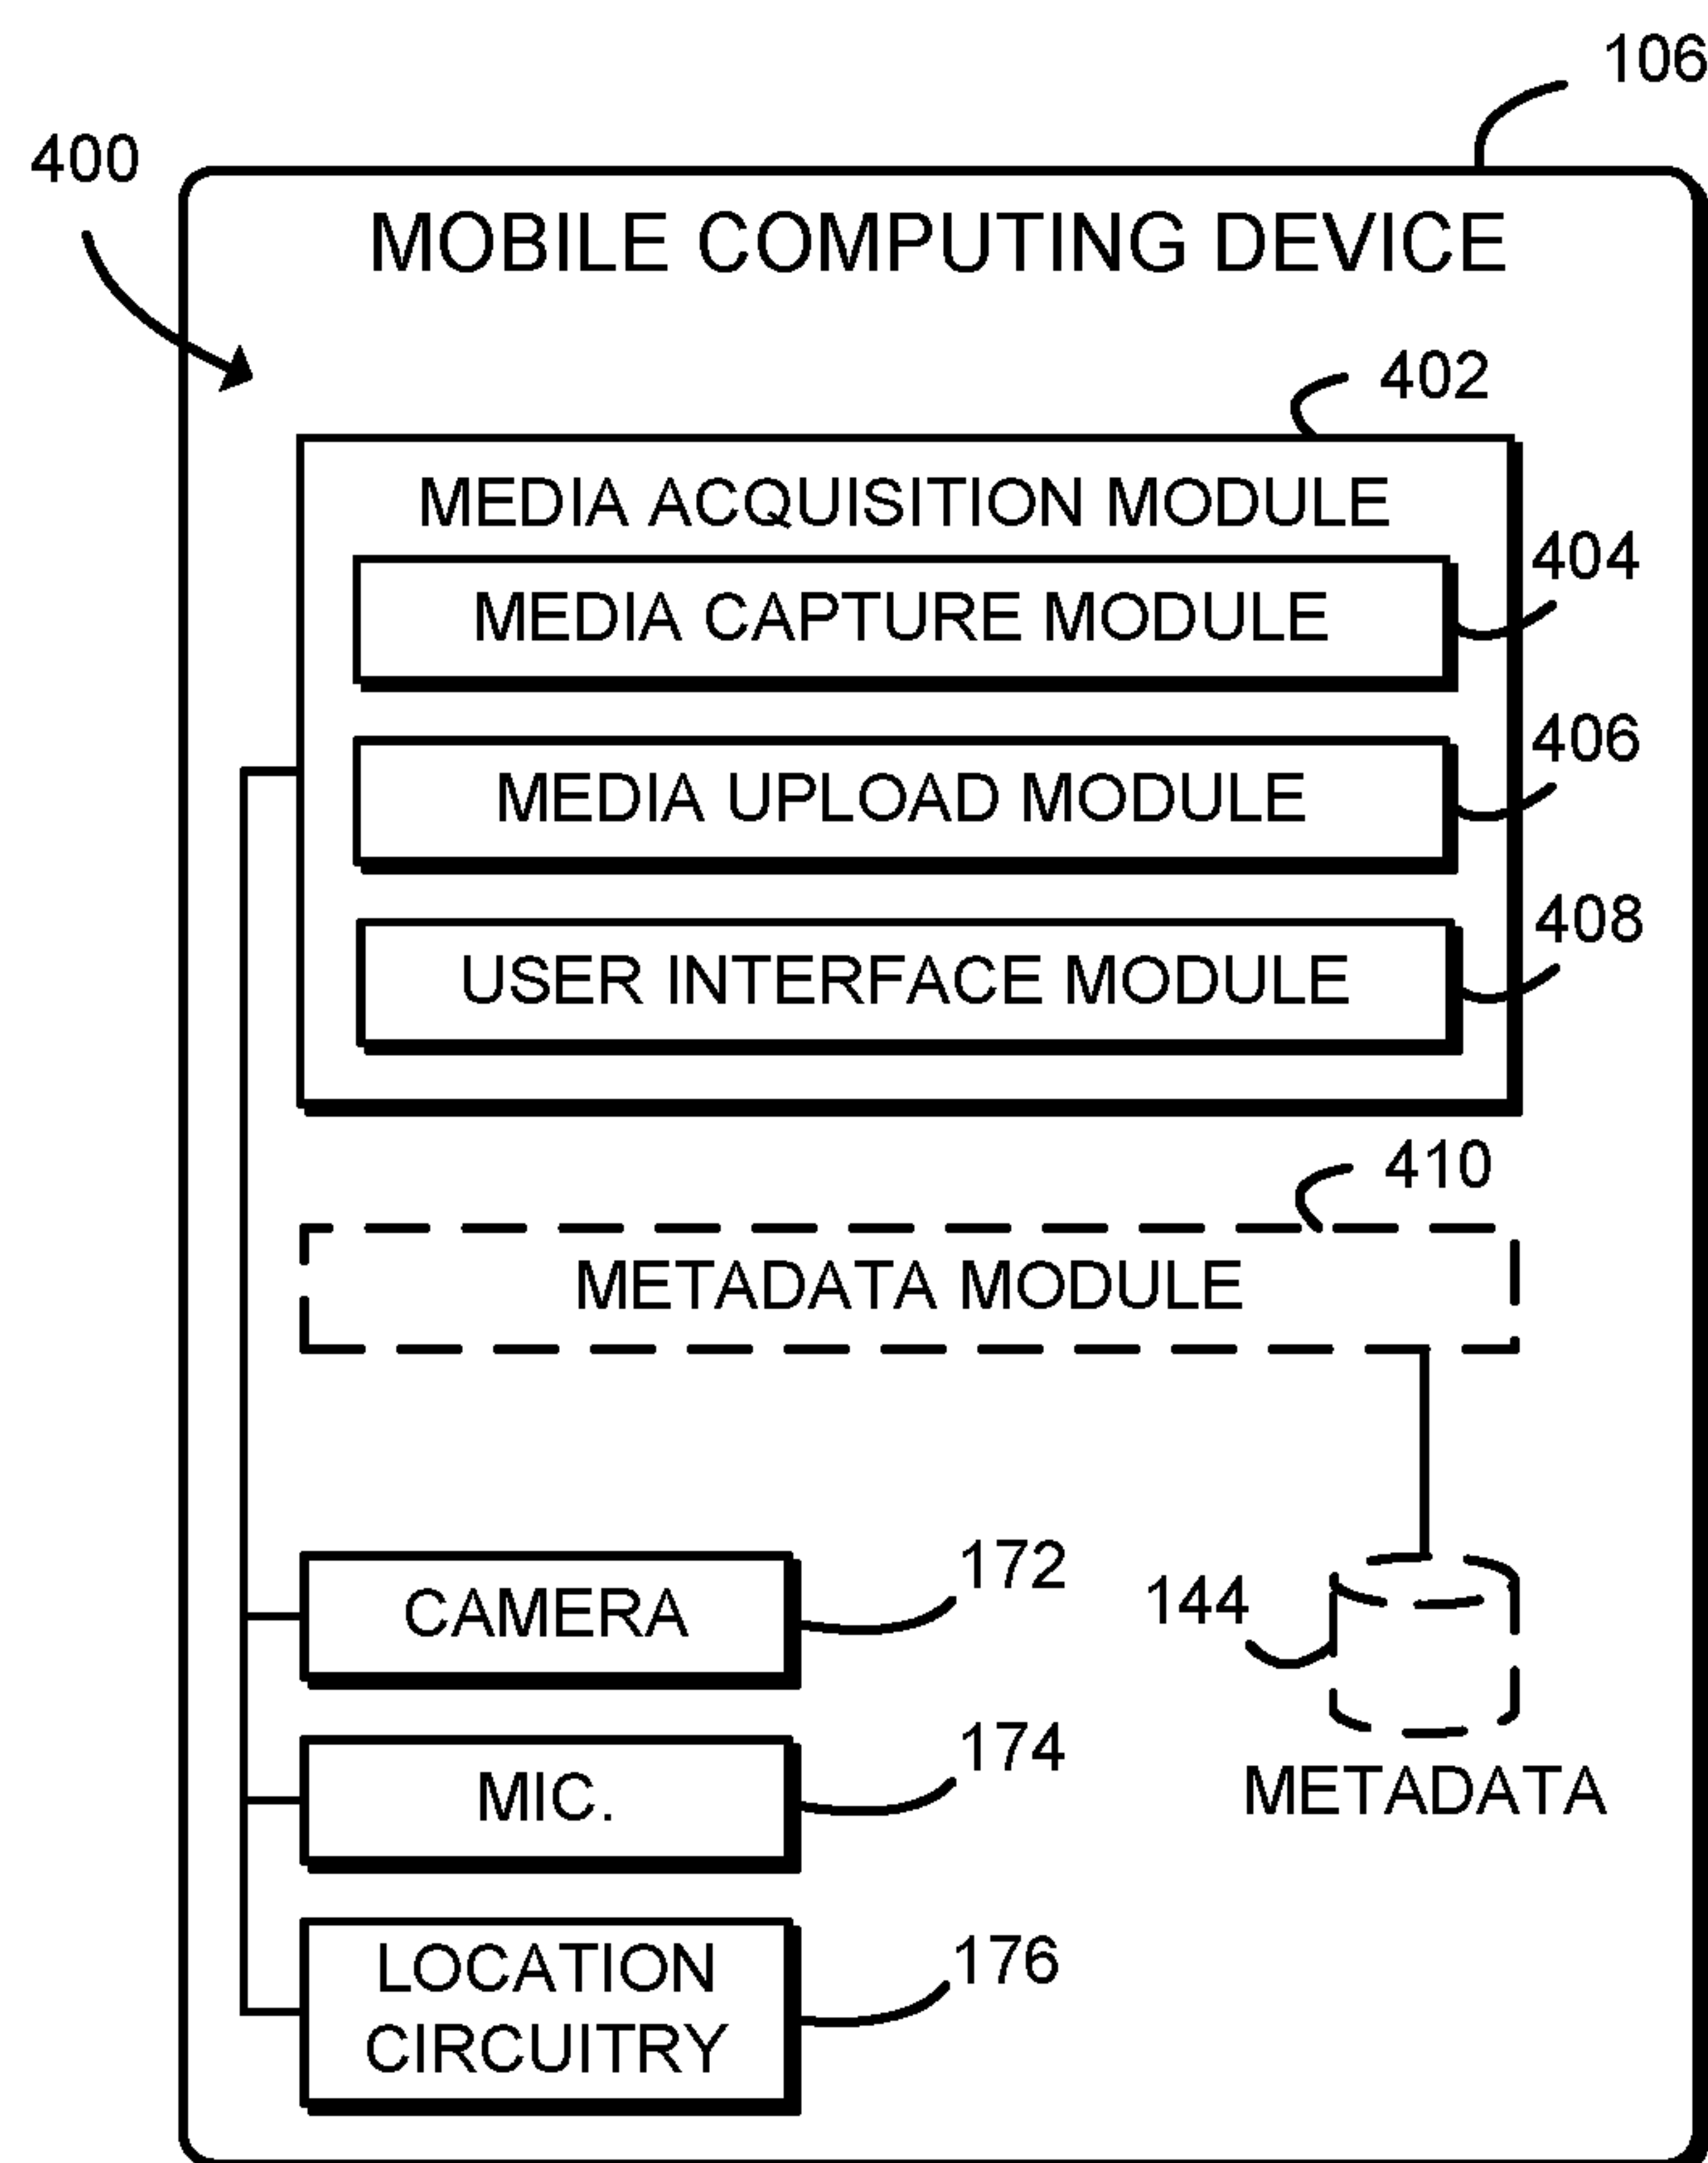 106
400
MOBILE COMPUTING DEVICE
402
MEDIA ACQUISITION MODULE
404
MEDIA CAPTURE MODULE
406
MEDIA UPLOAD MODULE
408
USER INTERFACE MODULE
410
METADATA MODULE
172
CAMERA
144
174
MIC.
METADATA
176
LOCATION
CIRCUITRY